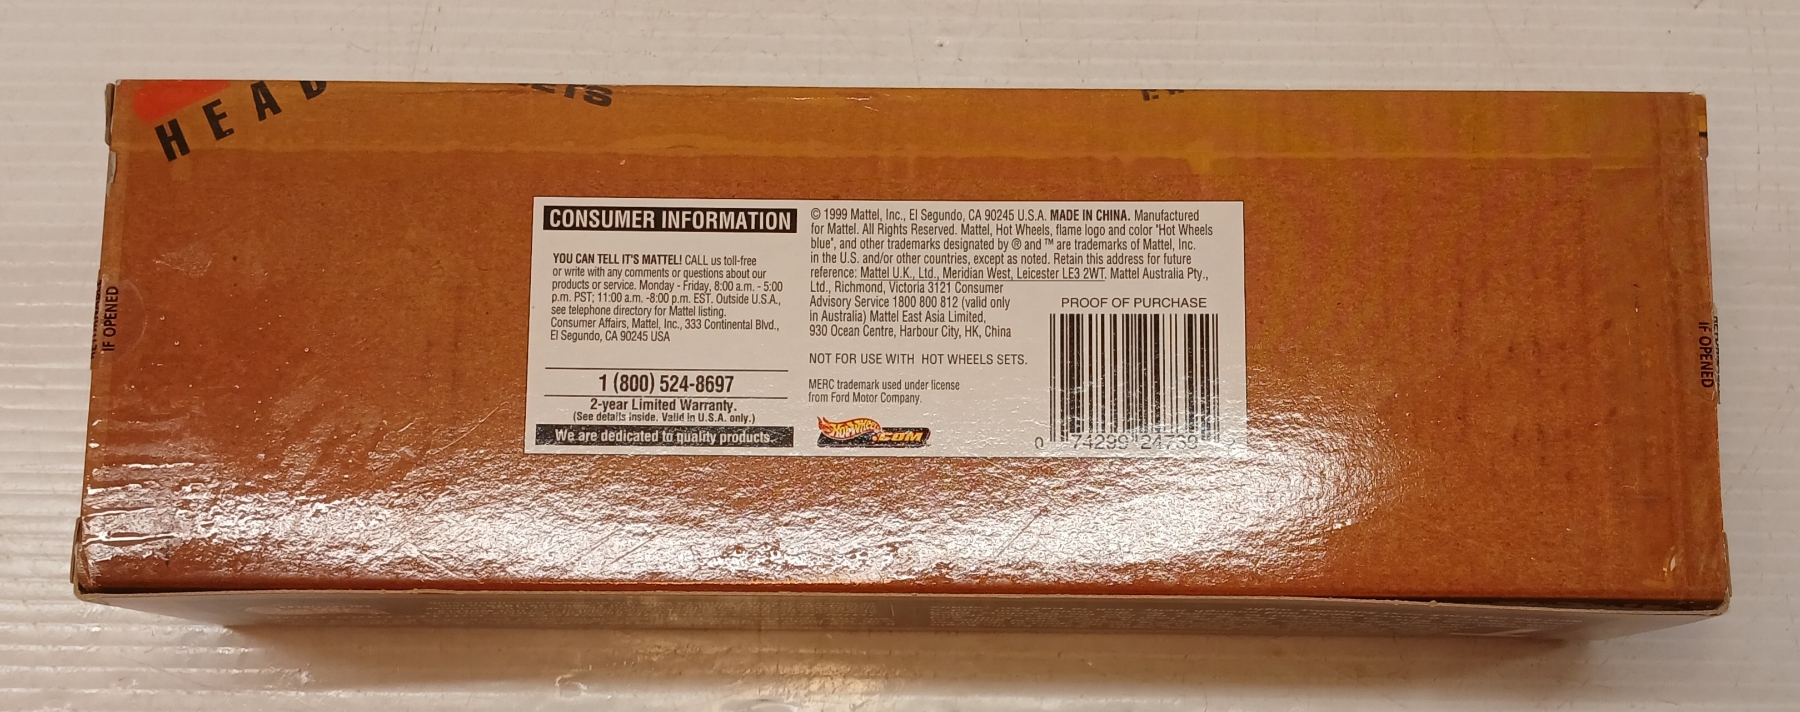 HEAD
ETS
CONSUMER INFORMATION
YOU CAN TELL IT'S MATTEL! CALL us toll-free
or write with any comments or questions about our
products or service. Monday - Friday, 8:00 a.m. - 5:00
p.m. PST; 11:00 a.m. -8:00 p.m. EST. Outside U.S.A.,
see telephone directory for Mattel listing.
Consumer Affairs, Mattel, Inc., 333 Continental Blvd.,
El Segundo, CA 90245 USA
1 (800) 524-8697
2-year Limited Warranty.
(See details inside. Valid in U.S.A. only.)
We are dedicated to quality products.
© 1999 Mattel, Inc., El Segundo, CA 90245 U.S.A. MADE IN CHINA. Manufactured
for Mattel. All Rights Reserved. Mattel, Hot Wheels, flame logo and color "Hot Wheels
blue", and other trademarks designated by ® and ™ are trademarks of Mattel, Inc.
in the U.S. and/or other countries, except as noted. Retain this address for future
reference: Mattel U.K., Ltd., Meridian West, Leicester LE3 2WT. Mattel Australia Pty.,
Ltd., Richmond, Victoria 3121 Consumer
Advisory Service 1800 800 812 (valid only
in Australia) Mattel East Asia Limited,
930 Ocean Centre, Harbour City, HK, China
NOT FOR USE WITH HOT WHEELS SETS.
MERC trademark used under license
from Ford Motor Company.
Hot Wheels
.COM
PROOF OF PURCHASE
0 74299 24739
IF OPENED
IF OPENED